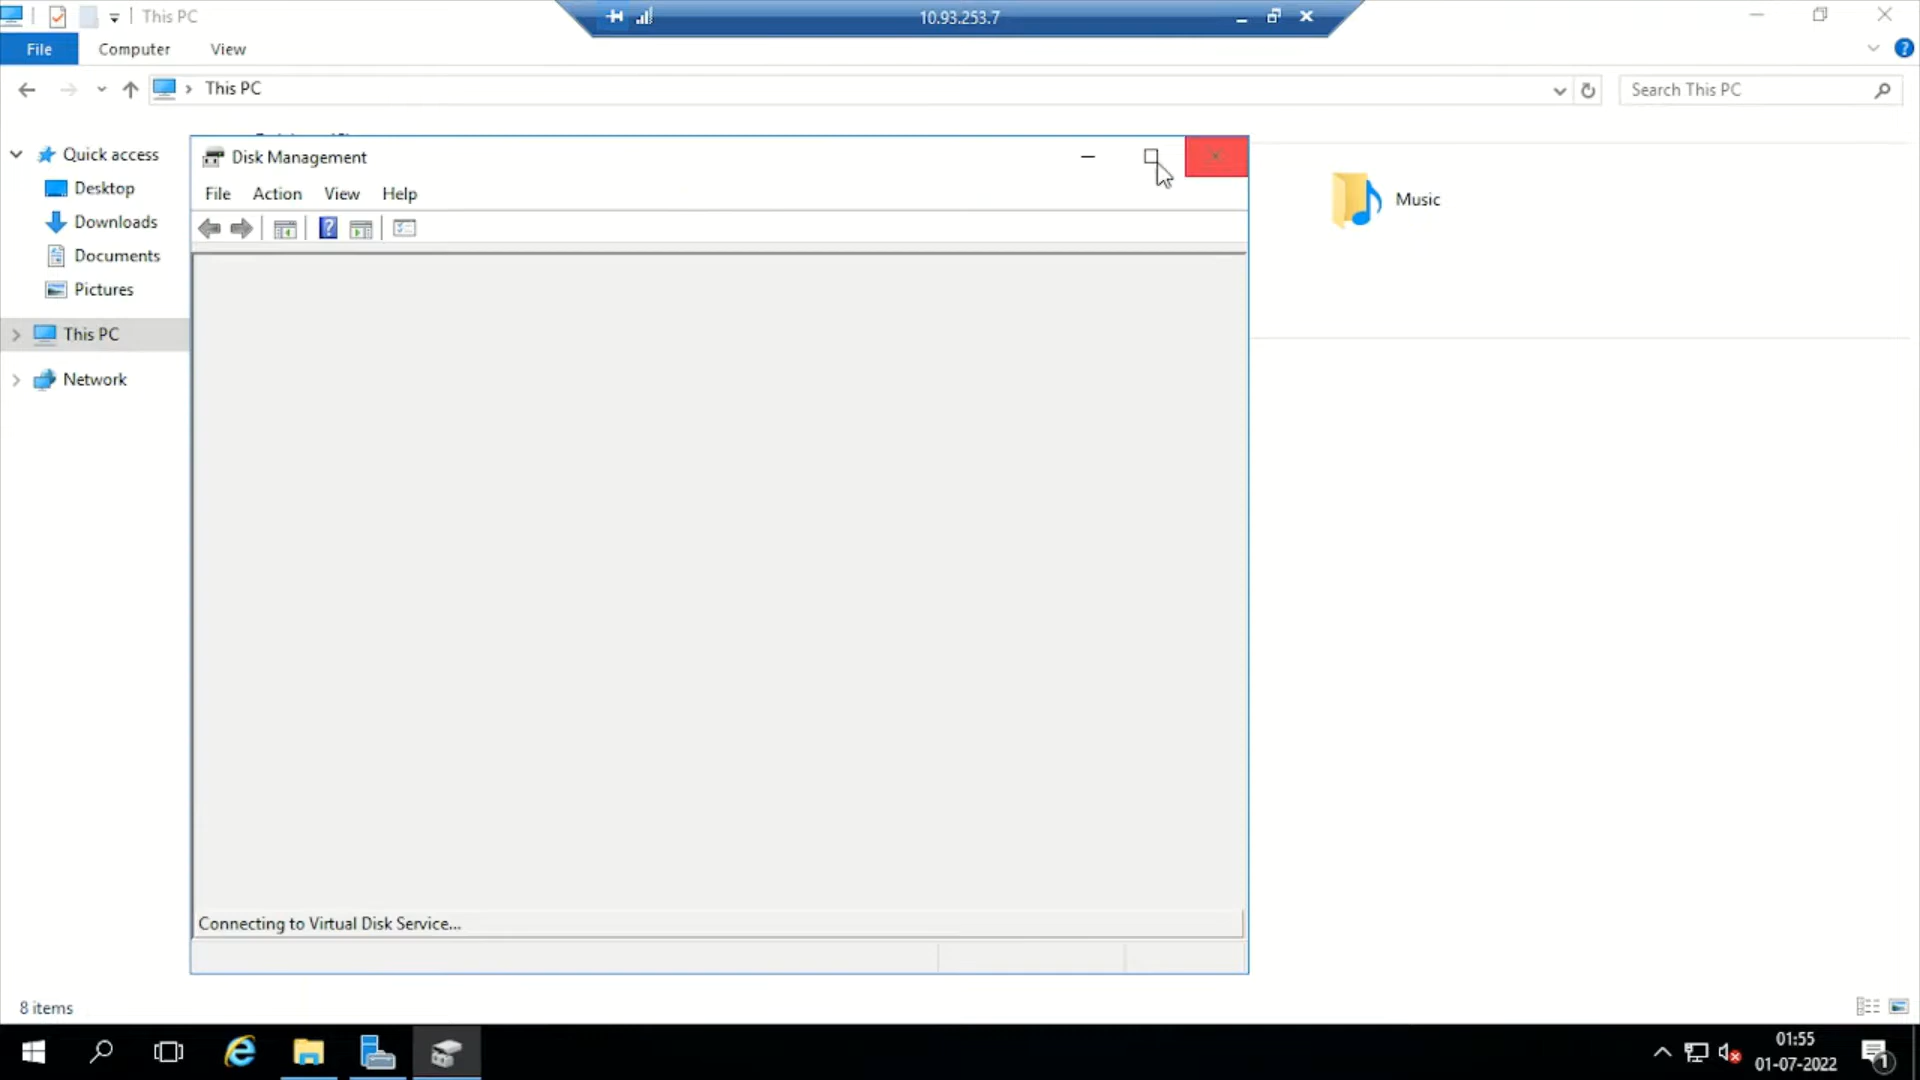 This PC
10.93.253.7
File
Computer
View
This PC
Search This PC
Quick access
Desktop
Downloads
Documents
Pictures
This PC
Network
Disk Management
File
Action
View
Help
Music
Connecting to Virtual Disk Service...
8 items
01:55
01-07-2022
1